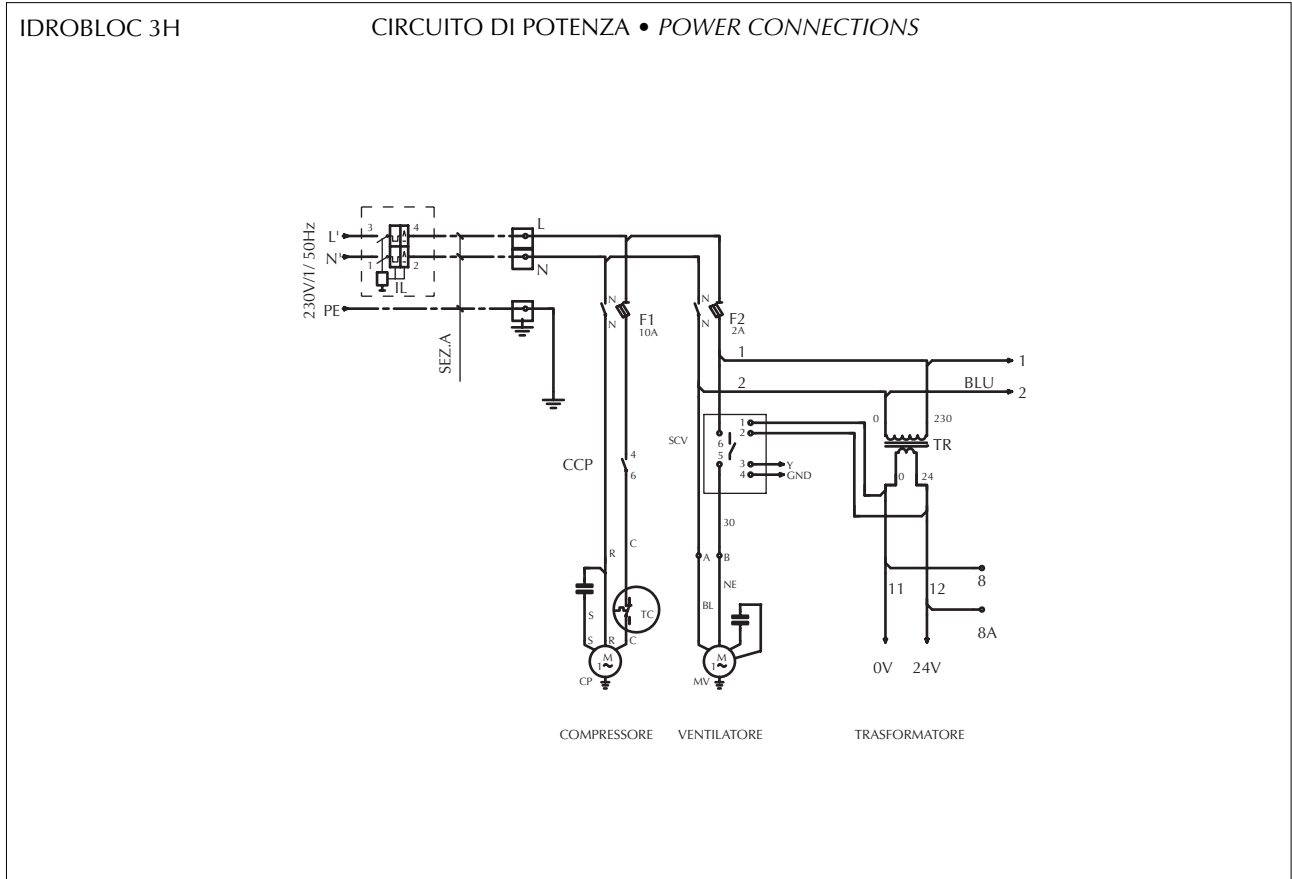 IDROBLOC 3H
CIRCUITO DI POTENZA • POWER CONNECTIONS
230V/1/ 50Hz
L'
N'
PE
3
4
1
2
IL
SEZ.A
L
N
N
N
F1
10A
N
N
F2
2A
1
1
2
BLU
2
0
230
TR
0
24
SCV
6
5
1
2
3
4
Y
GND
CCP
4
6
30
R
C
A
B
NE
BL
S
TC
S
R
C
M
1
CP
M
1
MV
11
12
8
8A
0V
24V
COMPRESSORE
VENTILATORE
TRASFORMATORE